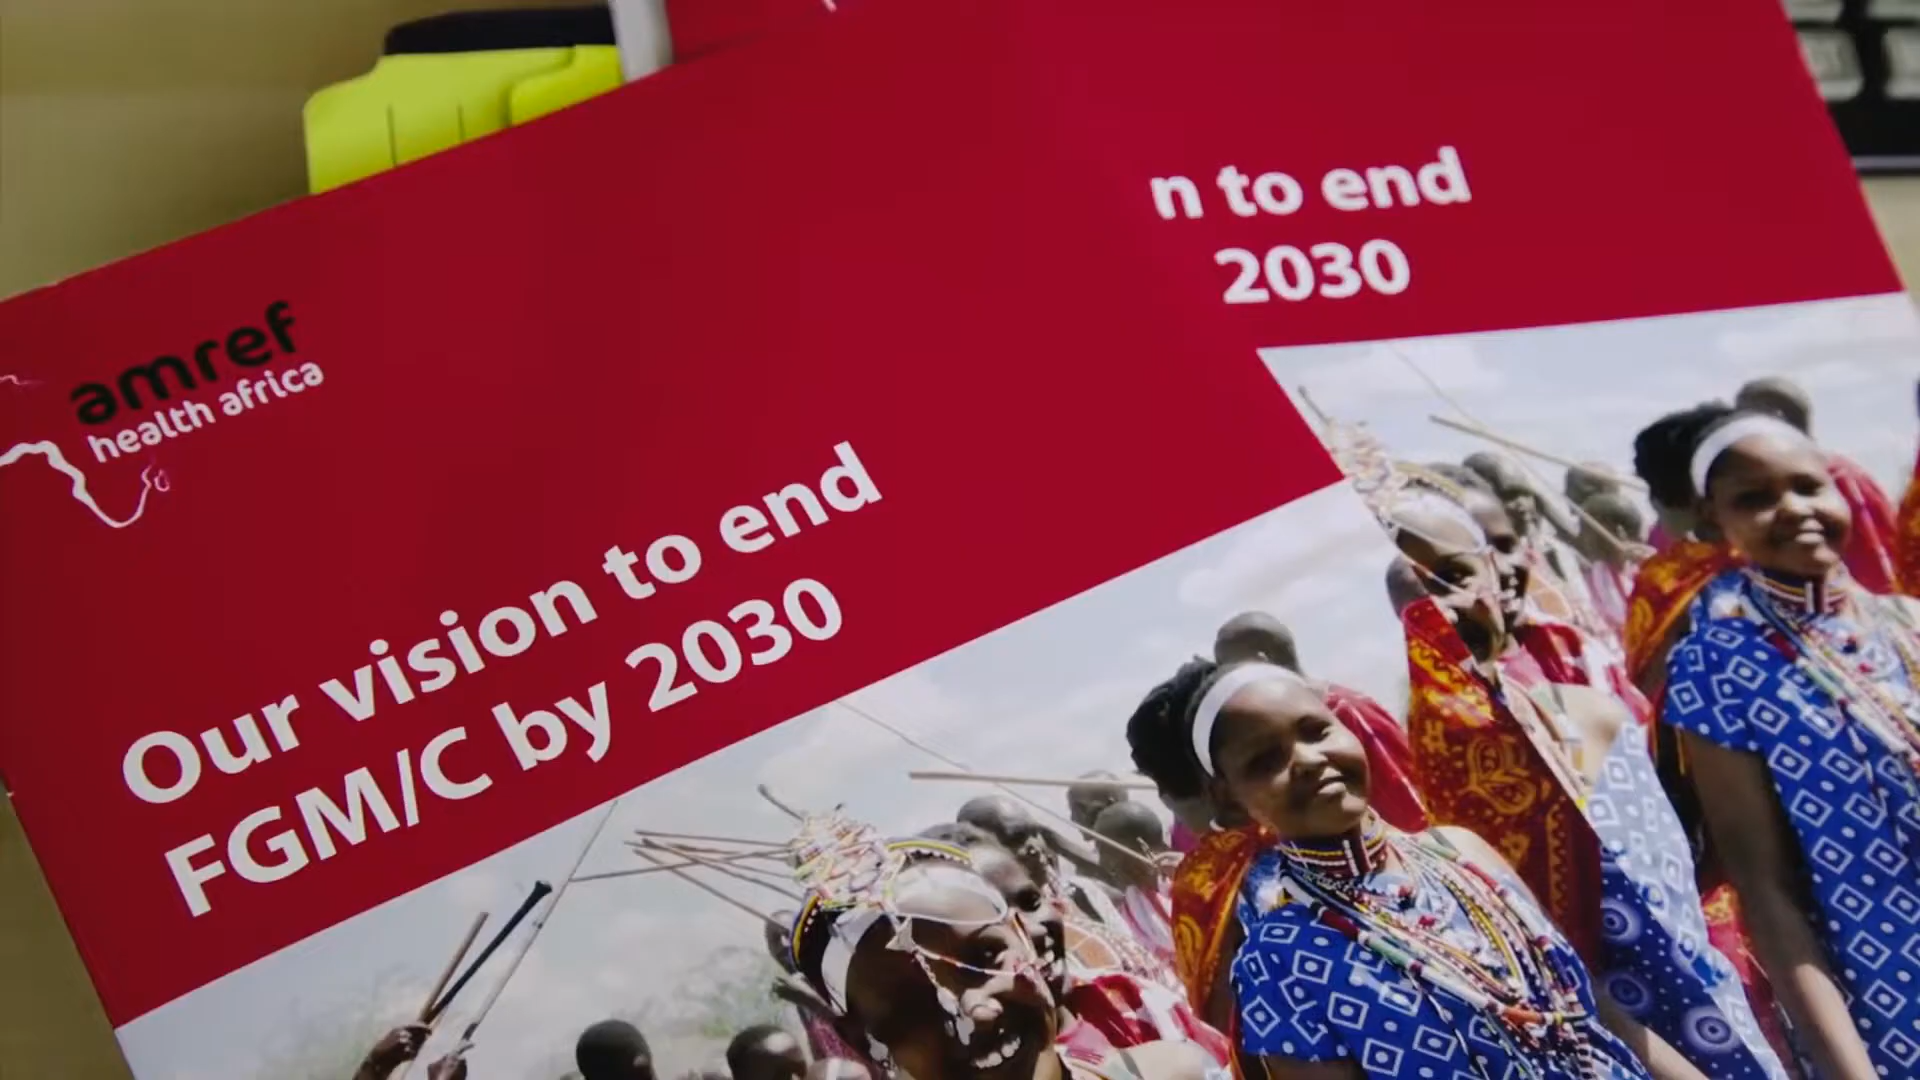 amref
health africa
Our vision to end
FGM/C by 2030
n to end
2030